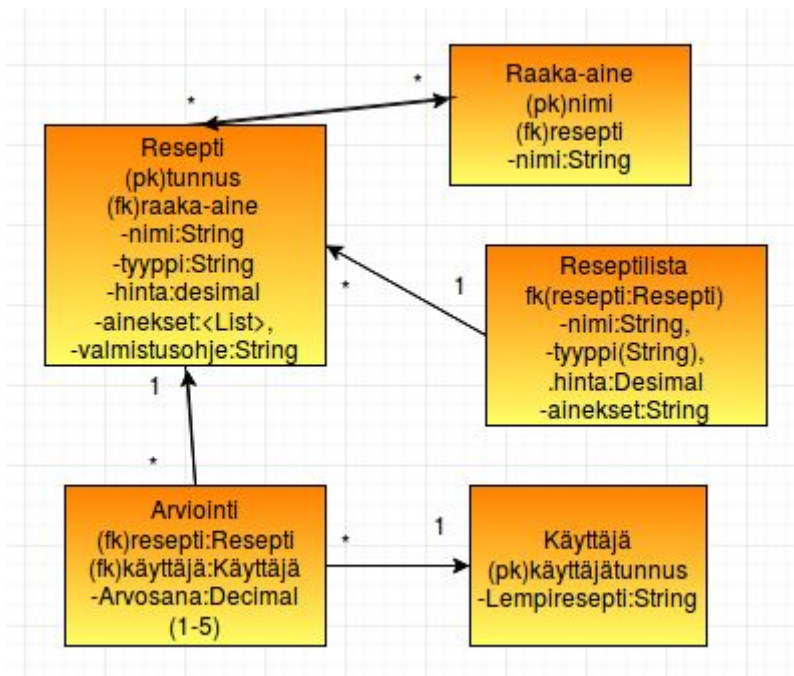 *
*
Raaka-aine
(pk)nimi
(fk)resepti
-nimi:String
Resepti
(pk)tunnus
(fk)raaka-aine
-nimi:String
-tyyppi:String
-hinta:desimal
-ainekset:<List>,
-valmistusohje:String
*
1
Reseptilista
fk(resepti:Resepti)
-nimi:String,
-tyyppi(String),
.hinta:Desimal
-ainekset:String
1
*
Arviointi
(fk)resepti:Resepti
(fk)käyttäjä:Käyttäjä
-Arvosana:Decimal
(1-5)
*
1
Käyttäjä
(pk)käyttäjätunnus
-Lempiresepti:String